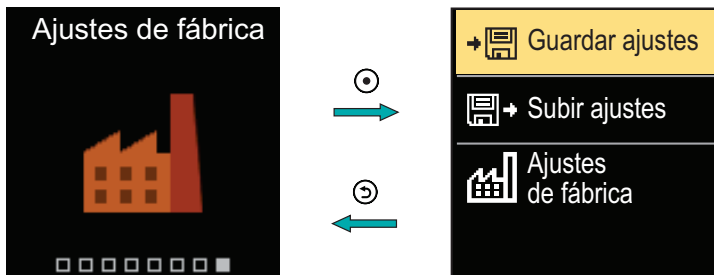 Ajustes de fábrica
Guardar ajustes
Subir ajustes
Ajustes
de fábrica